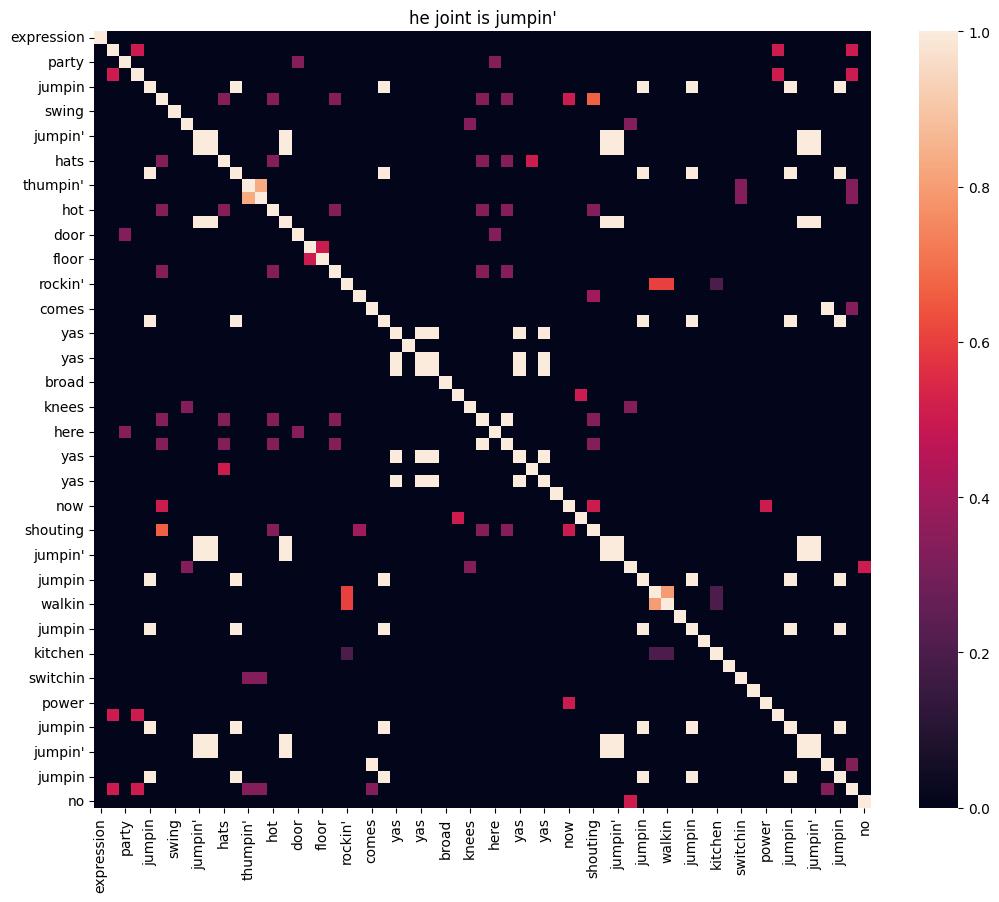 he joint is jumpin'
expression
party
jumpin
swing
jumpin'
hats
thumpin'
hot
door
floor
rockin'
comes
yas
yas
broad
knees
here
yas
yas
now
shouting
jumpin'
jumpin
walkin
jumpin
kitchen
switchin
power
jumpin
jumpin'
jumpin
no
expression
party
jumpin
swing
jumpin'
hats
thumpin'
hot
door
floor
rockin'
comes
yas
yas
broad
knees
here
yas
yas
now
shouting
jumpin'
jumpin
walkin
jumpin
kitchen
switchin
power
jumpin
jumpin'
jumpin
no
1.0
0.8
0.6
0.4
0.2
0.0